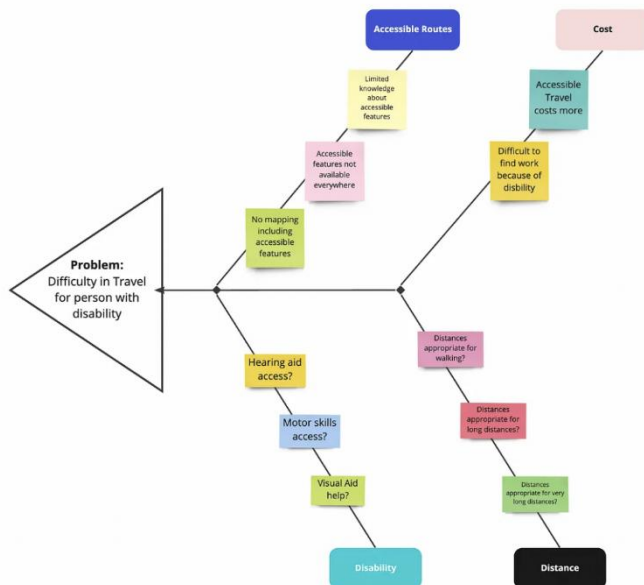 Accessible Routes
Cost
Limited
knowledge
about
accessible
features
Accessible
Travel
costs more
Accessible
features not
available
everywhere
Difficult to
find work
because of
disbility
No mapping
including
accessible
features
Problem:
Difficulty in Travel
for person with
disability
Distances
appropriate for
walking?
Hearing aid
access?
Motor skills
access?
Distances
appropriate for
long distances?
Visual Aid
help?
Distances
appropriate for very
long distances?
Disability
Distance